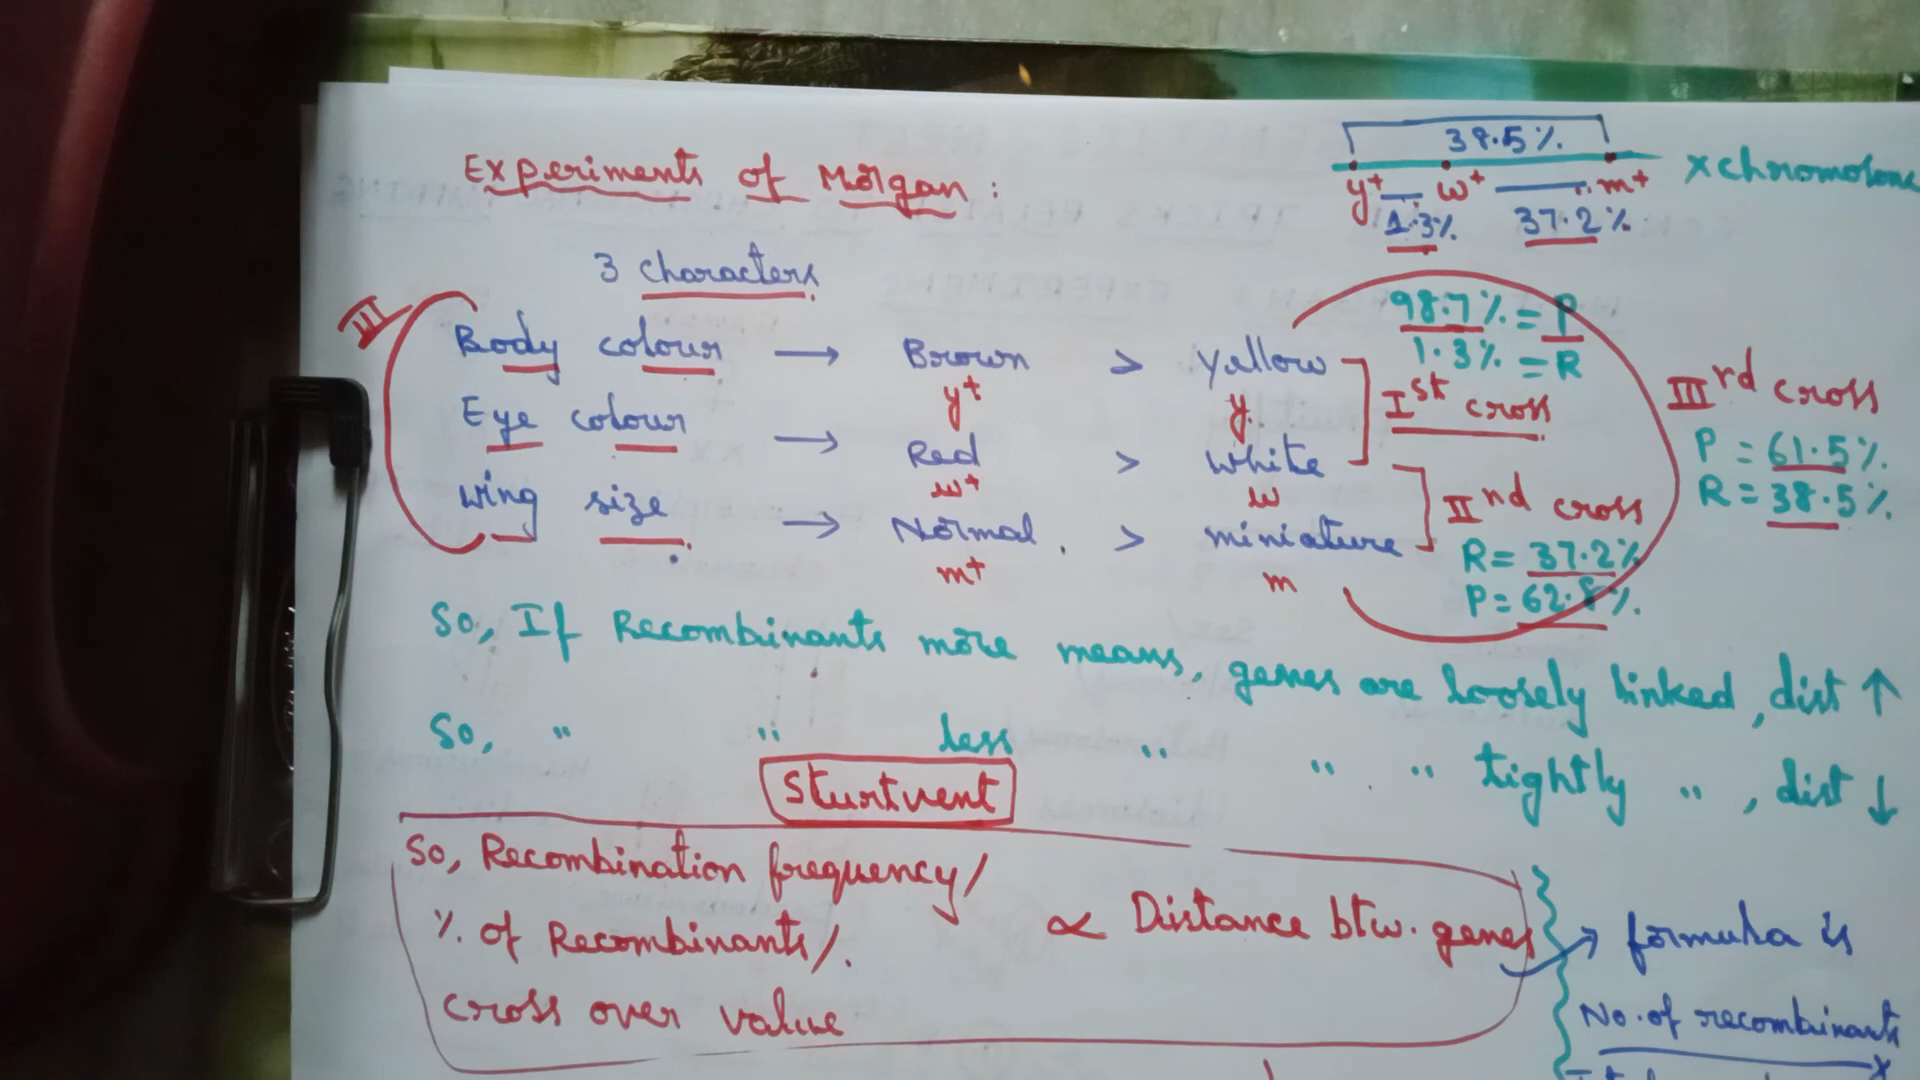 Experiments of Morgan :
38.5%
y+ w+ m+ x chromosome
1.3% 37.2%
3 characters
III
Body colour → Brown > Yellow
y+ y
Eye colour → Red > White
w+ w
Wing size → Normal > miniature
m+ m
98.7% = P
1.3% = R
Ist cross
IInd cross
R = 37.2%
P = 62.8%
IIIrd cross
P = 61.5%
R = 38.5%
So, If Recombinants more means, genes are loosely linked, dist ↑
So, " " less " " " tightly " , dist ↓
Sturtvent
So, Recombination frequency/
% of Recombinants/
cross over value
∝ Distance btw. genes
→ formula is
No. of recombinants
x